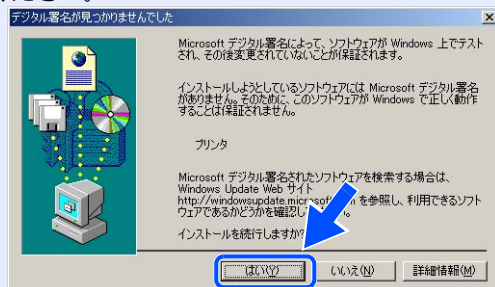 デジタル署名が見つかりませんでした
Microsoft デジタル署名によって、ソフトウェアが Windows 上でテスト
され、その後変更されていないことが保証されます。
インストールしようとしているソフトウェアには Microsoft デジタル署名
がありません。そのために、このソフトウェアが Windows で正しく動作
することは保証されません。
プリンタ
Microsoft デジタル署名されたソフトウェアを検索する場合は、
Windows Update Web サイト
http://windowsupdate.microsoft を参照し、利用できるソフト
ウェアであるかどうかを確認し
インストールを続行しますか?
はい(Y)
いいえ(N)
詳細情報(M)